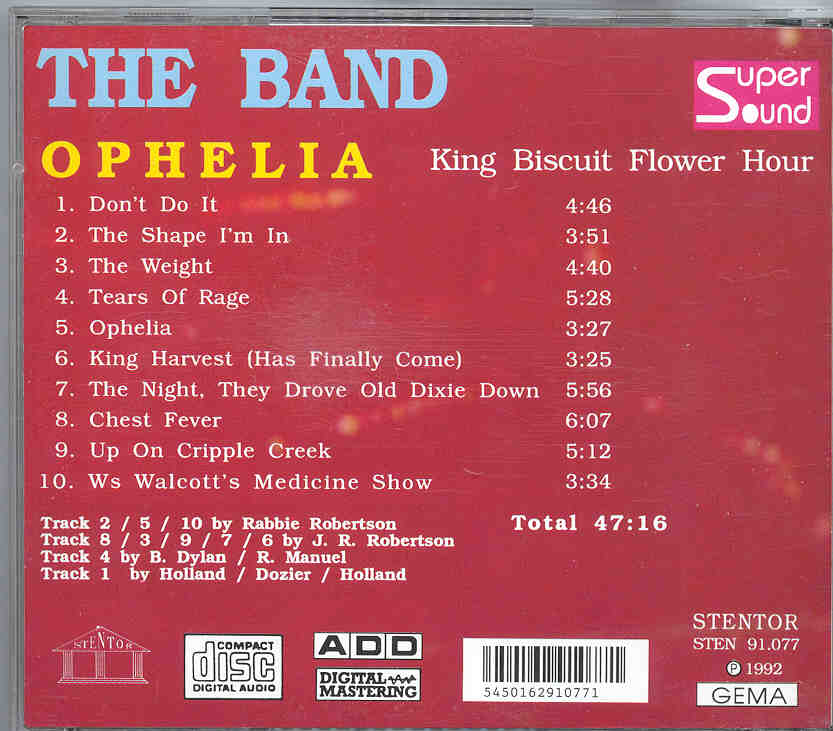 THE BAND
Super Sound
OPHELIA King Biscuit Flower Hour
1. Don't Do It 4:46
2. The Shape I'm In 3:51
3. The Weight 4:40
4. Tears Of Rage 5:28
5. Ophelia 3:27
6. King Harvest (Has Finally Come) 3:25
7. The Night, They Drove Old Dixie Down 5:56
8. Chest Fever 6:07
9. Up On Cripple Creek 5:12
10. Ws Walcott's Medicine Show 3:34
Track 2 / 5 / 10 by Rabbie Robertson Total 47:16
Track 8 / 3 / 9 / 7 / 6 by J. R. Robertson
Track 4 by B. Dylan / R. Manuel
Track 1 by Holland / Dozier / Holland
STENTOR
COMPACT
disc
DIGITAL AUDIO
ADD
DIGITAL
MASTERING
5450162910771
STENTOR
STEN 91.077
℗ 1992
GEMA